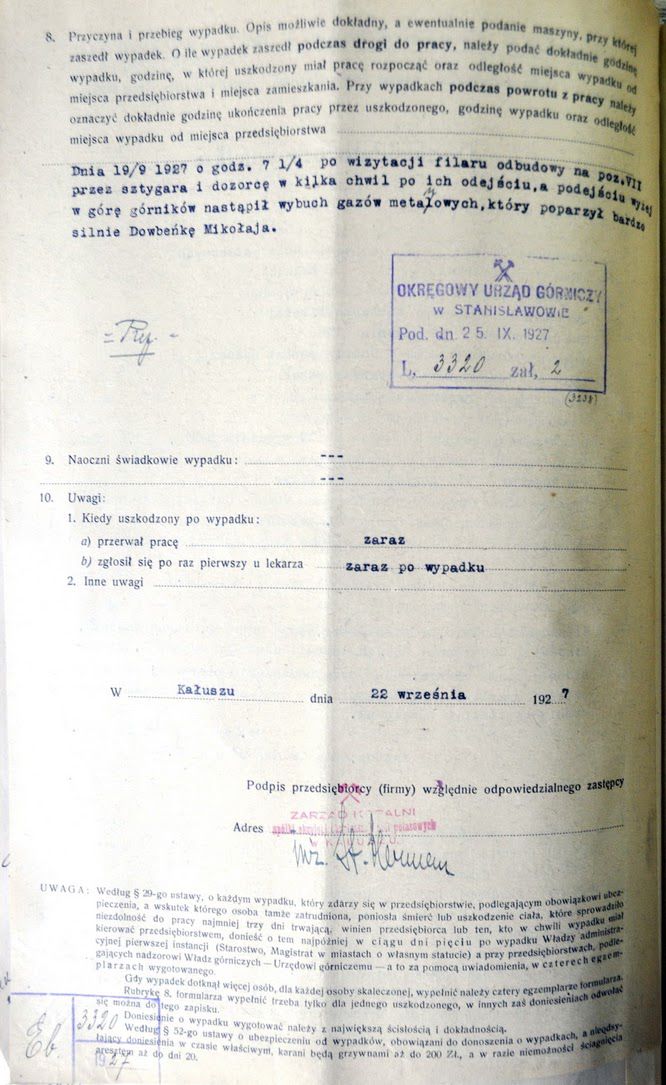 8. Przyczyna i przebieg wypadku. Opis możliwie dokładny, a ewentualnie podanie maszyny, przy której
zaszedł wypadek. O ile wypadek zaszedł podczas drogi do pracy, należy podać dokładnie godzinę
wypadku, godzinę, w której uszkodzony miał pracę rozpocząć oraz odległość miejsca wypadku od
miejsca przedsiębiorstwa i miejsca zamieszkania. Przy wypadkach podczas powrotu z pracy należy
oznaczyć dokładnie godzinę ukończenia pracy przez uszkodzonego, godzinę wypadku oraz odległość
miejsca wypadku od miejsca przedsiębiorstwa
Dnia 19/9 1927 o godz. 7 1/4 po wizytacji filaru odbudowy na poz. VII
przez sztygara i dozorcę w kilka chwil po ich odejściu, a podejściu wyżej
w górę górników nastąpił wybuch gazów metanowych, który poparzył bardzo
silnie Dowbeńkę Mikołaja.
OKRĘGOWY URZĄD GÓRNICZY
W STANISŁAWOWIE
Pod. dn. 25. IX. 1927
L. 3320 zał. 2
(3238)
9. Naoczni świadkowie wypadku: ---
---
10. Uwagi:
1. Kiedy uszkodzony po wypadku:
a) przerwał pracę zaraz
b) zgłosił się po raz pierwszy u lekarza zaraz po wypadku
2. Inne uwagi
W Kałuszu dnia 22 września 1927
Podpis przedsiębiorcy (firmy) względnie odpowiedzialnego zastępcy
ZARZĄD KOPALNI
Adres
W KAŁUSZU
UWAGA: Według § 29-go ustawy, o każdym wypadku, który zdarzy się w przedsiębiorstwie, podlegającym obowiązkowi ubez-
pieczenia, a wskutek którego osoba tamże zatrudniona, poniosła śmierć lub uszkodzenie ciała, które sprowadziło
niezdolność do pracy najmniej trzy dni trwającą, winien przedsiębiorca lub ten, kto w chwili wypadku miał
kierować przedsiębiorstwem, donieść o tem najpóźniej w ciągu dni pięciu po wypadku Władzy administra-
cyjnej pierwszej instancji (Starostwo, Magistrat w miastach o własnym statucie) a przy przedsiębiorstwach, podle-
gających nadzorowi Władz górniczych — Urzędowi górniczemu — a to za pomocą uwiadomienia, w czterech egzem-
plarzach wygotowanego.
Gdy wypadek dotknął więcej osób, dla każdej osoby skaleczonej, wypełnić należy cztery egzemplarze formularza.
Rubrykę 8. formularza wypełnić trzeba tylko dla jednego uszkodzonego, w innych zaś doniesieniach odwołać
się można do tego zapisku.
Doniesienie o wypadku wygotować należy z największą ścisłością i dokładnością.
Według § 52-go ustawy o ubezpieczeniu od wypadków, obowiązani do donoszenia o wypadkach, a nieodsy-
łający doniesienia w czasie właściwym, karani będą grzywnami aż do 200 ZŁ, a w razie niemożności ściągnięcia
aresztem aż do dni 20.
3320
1927